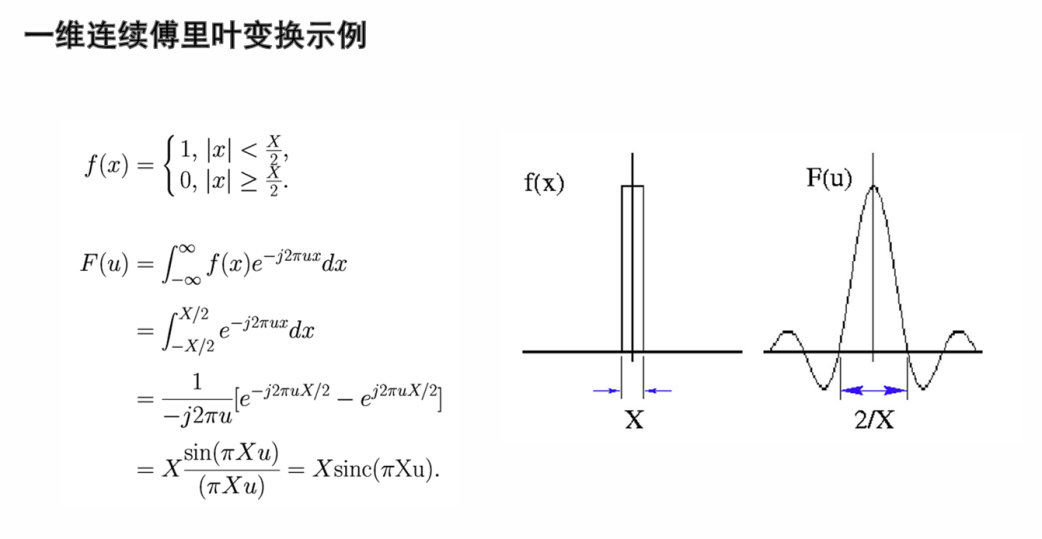 一维连续傅里叶变换示例
f(x) = { 1, |x| < X/2,
0, |x| ≥ X/2.
F(u) = ∫_{-∞}^{∞} f(x)e^{-j2πux}dx
= ∫_{-X/2}^{X/2} e^{-j2πux}dx
= 1/(-j2πu) [e^{-j2πuX/2} - e^{j2πuX/2}]
= X sin(πXu)/(πXu) = Xsinc(πXu).
f(x)
X
F(u)
2/X